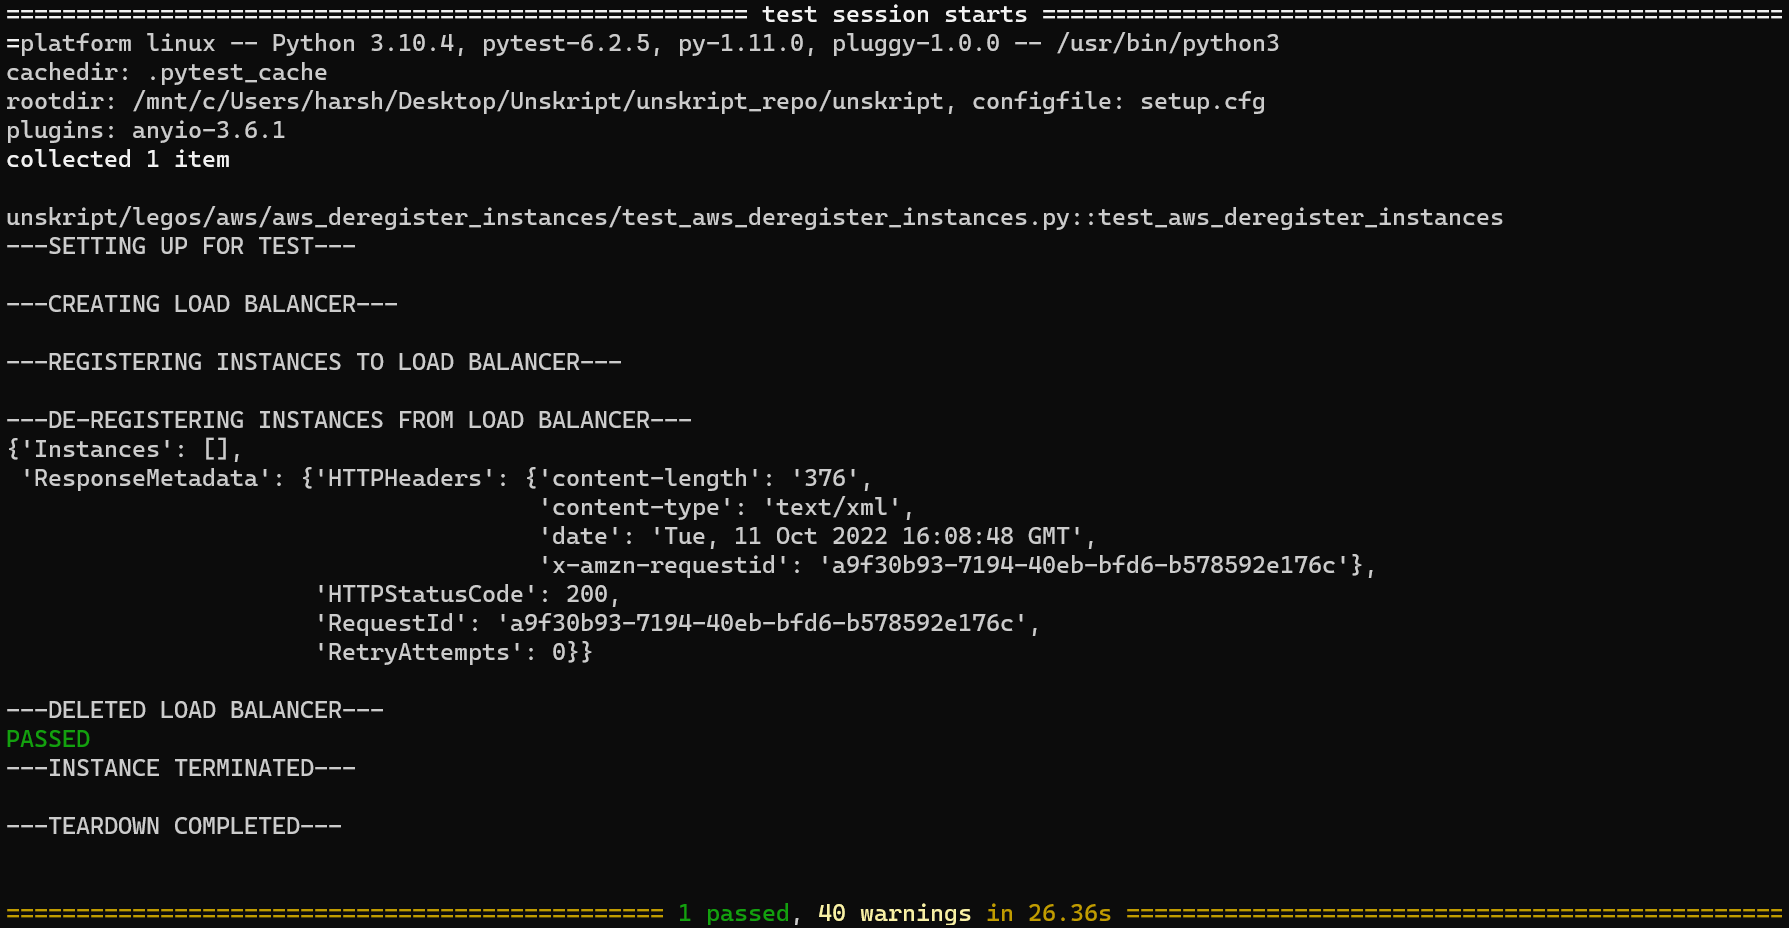 ===================================================== test session starts =====================================================
=platform linux -- Python 3.10.4, pytest-6.2.5, py-1.11.0, pluggy-1.0.0 -- /usr/bin/python3
cachedir: .pytest_cache
rootdir: /mnt/c/Users/harsh/Desktop/Unskript/unskript_repo/unskript, configfile: setup.cfg
plugins: anyio-3.6.1
collected 1 item

unskript/legos/aws/aws_deregister_instances/test_aws_deregister_instances.py::test_aws_deregister_instances
---SETTING UP FOR TEST---

---CREATING LOAD BALANCER---

---REGISTERING INSTANCES TO LOAD BALANCER---

---DE-REGISTERING INSTANCES FROM LOAD BALANCER---
{'Instances': [],
 'ResponseMetadata': {'HTTPHeaders': {'content-length': '376',
                                      'content-type': 'text/xml',
                                      'date': 'Tue, 11 Oct 2022 16:08:48 GMT',
                                      'x-amzn-requestid': 'a9f30b93-7194-40eb-bfd6-b578592e176c'},
                      'HTTPStatusCode': 200,
                      'RequestId': 'a9f30b93-7194-40eb-bfd6-b578592e176c',
                      'RetryAttempts': 0}}

---DELETED LOAD BALANCER---
PASSED
---INSTANCE TERMINATED---

---TEARDOWN COMPLETED---


=============================================== 1 passed, 40 warnings in 26.36s ===============================================